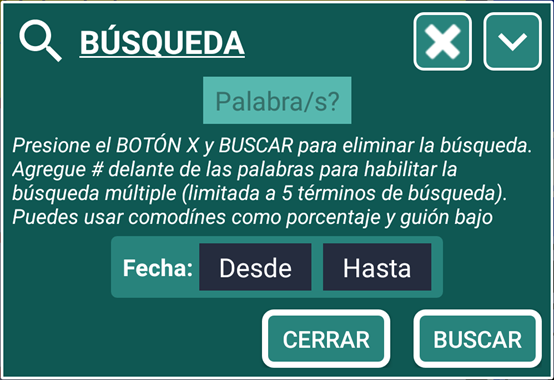 BÚSQUEDA
Palabra/s?
Presione el BOTÓN X y BUSCAR para eliminar la búsqueda.
Agregue # delante de las palabras para habilitar la
búsqueda múltiple (limitada a 5 términos de búsqueda).
Puedes usar comodínes como porcentaje y guión bajo
Fecha: Desde Hasta
CERRAR BUSCAR